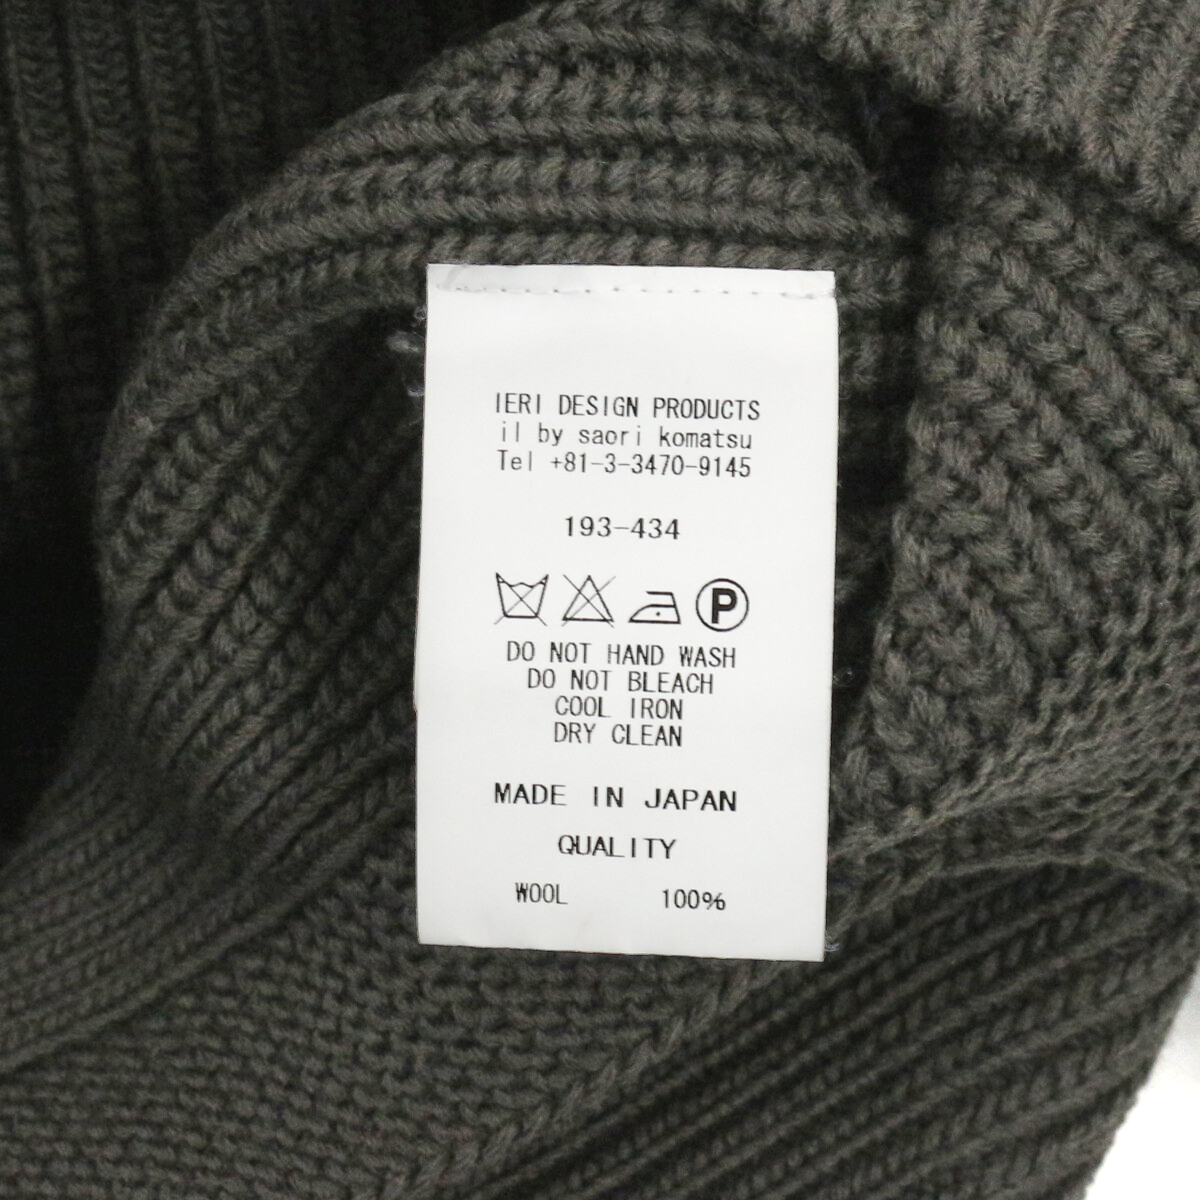 IERI DESIGN PRODUCTS
il by saori komatsu
Tel +81-3-3470-9145
193-434
P
DO NOT HAND WASH
DO NOT BLEACH
COOL IRON
DRY CLEAN
MADE IN JAPAN
QUALITY
WOOL 100%